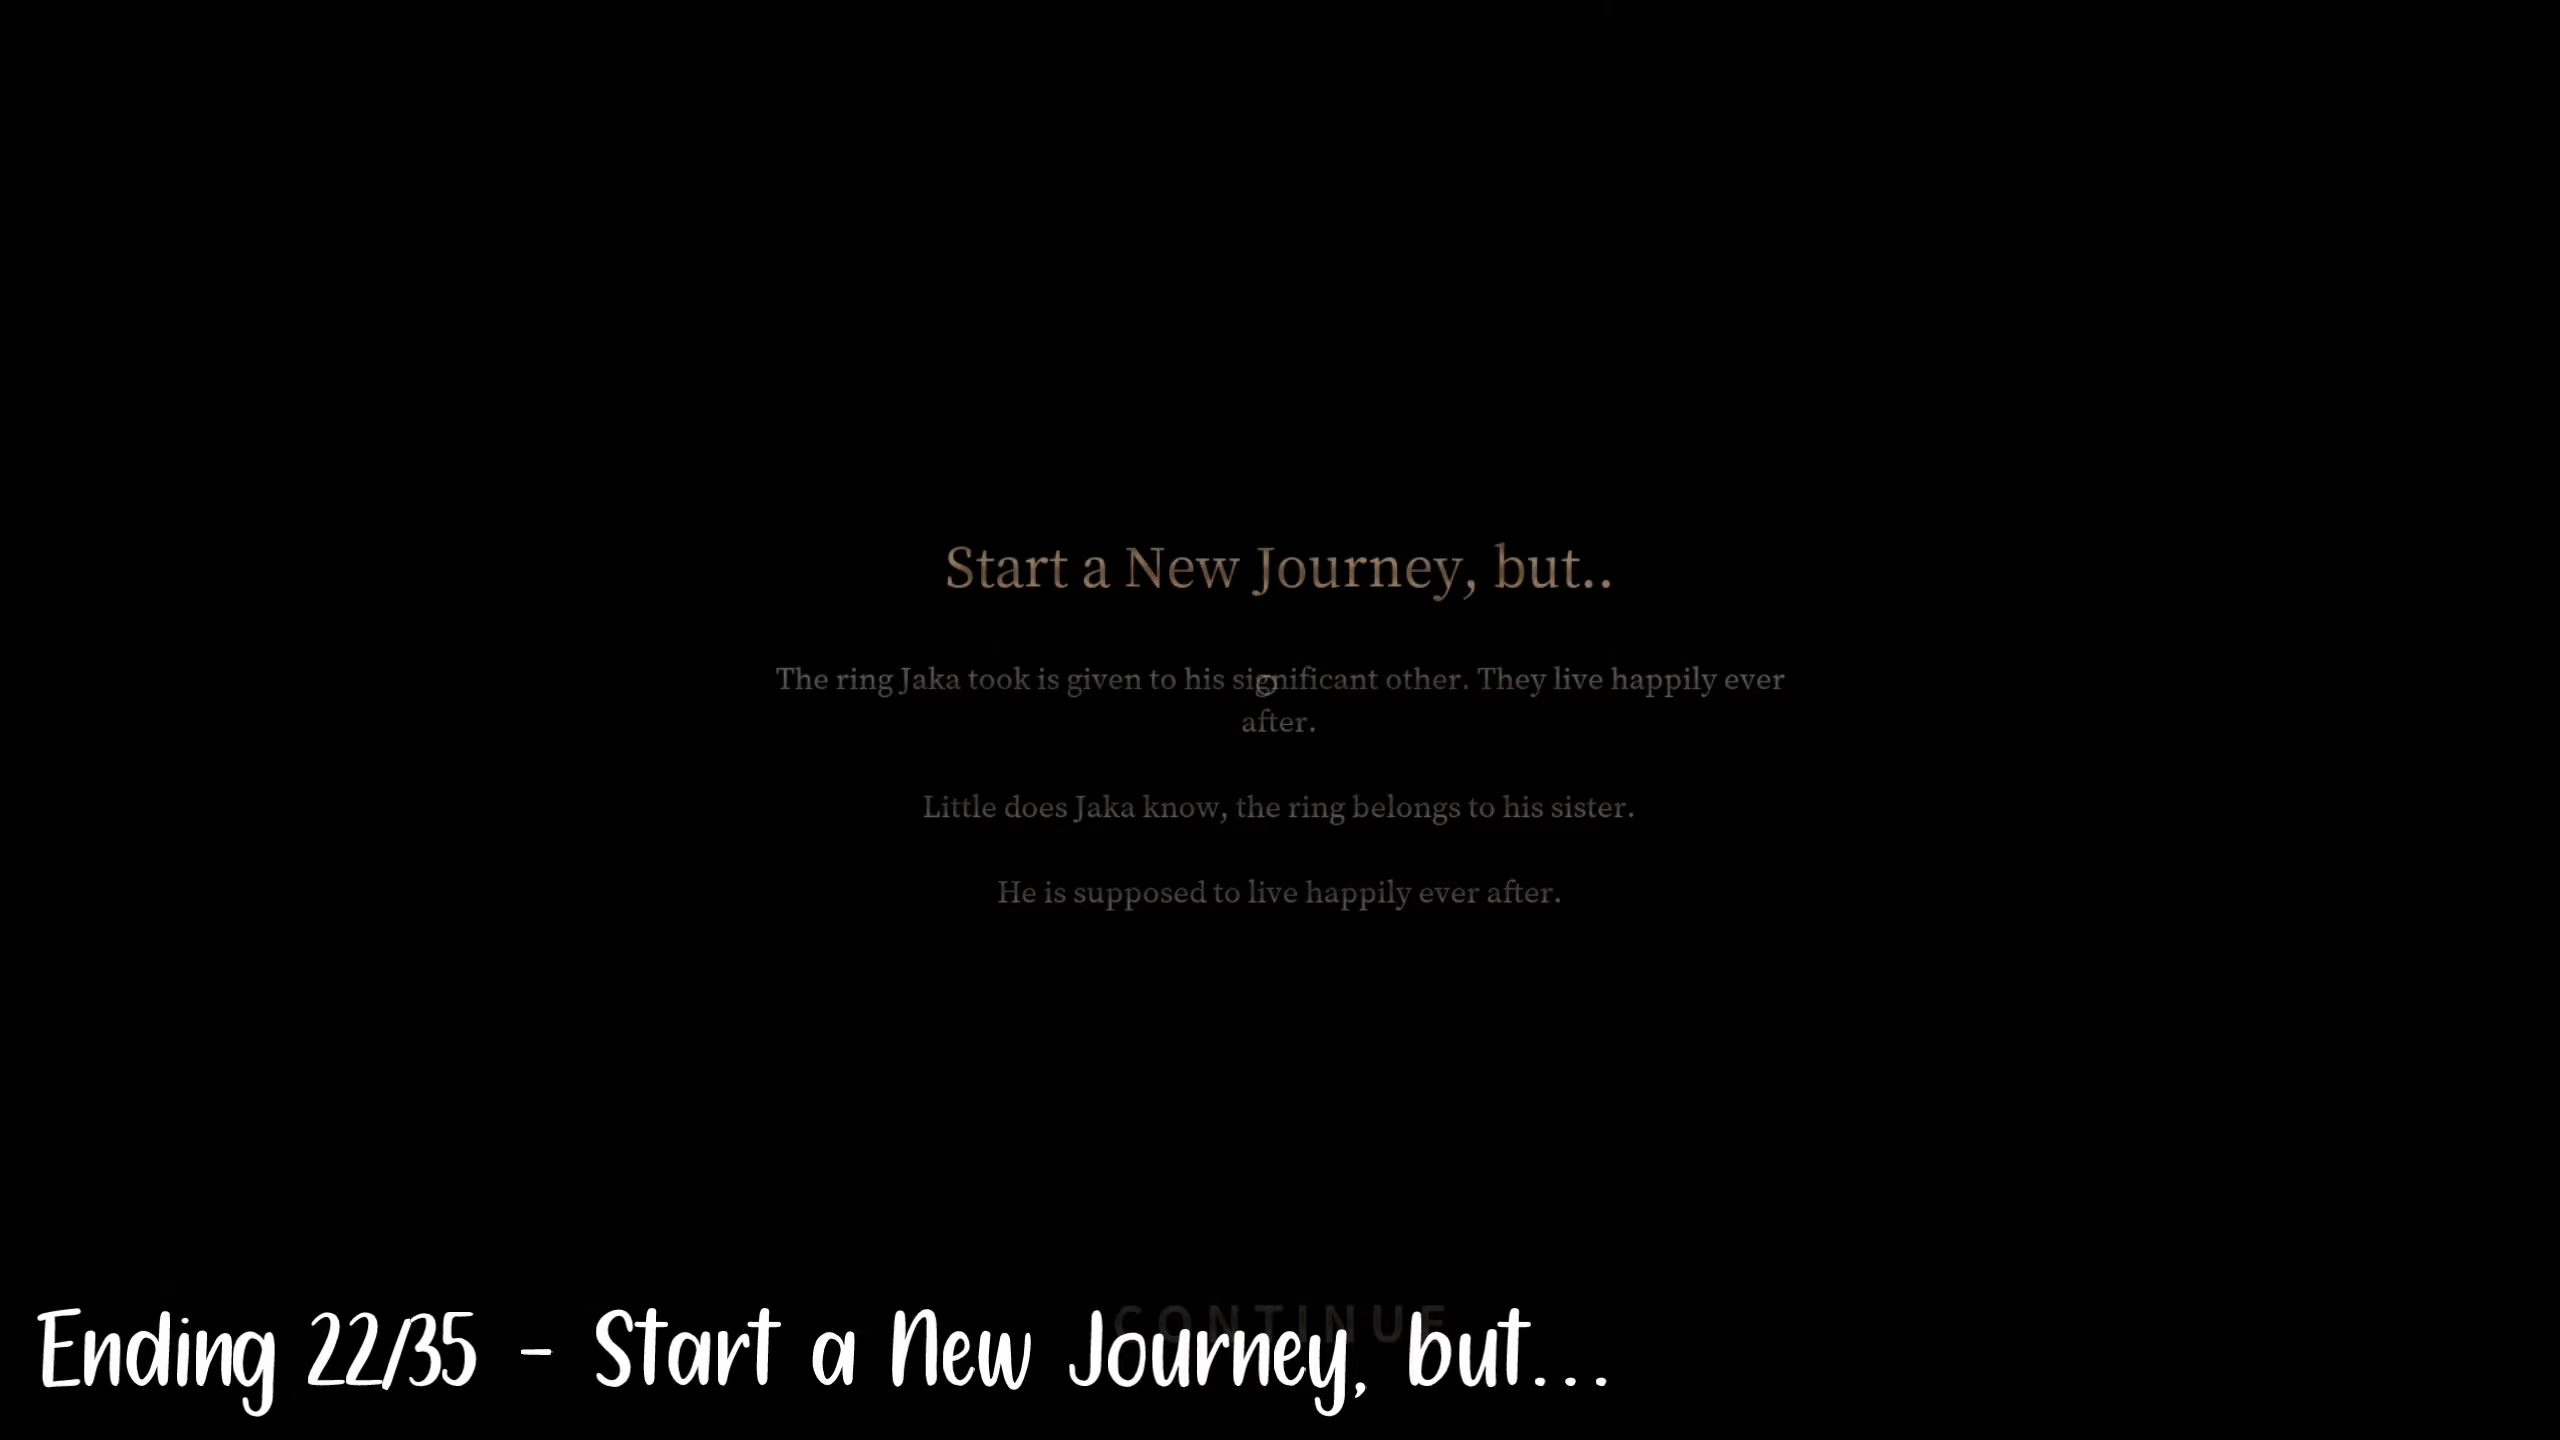 Start a New Journey, but..
The ring Jaka took is given to his significant other. They live happily ever
after.
Little does Jaka know, the ring belongs to his sister.
He is supposed to live happily ever after.
CONTINUE
Ending 22/35 - Start a New Journey, but...